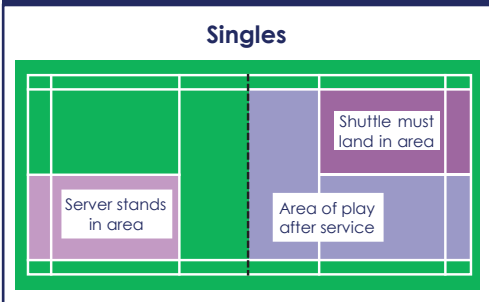 Singles
Shuttle must
land in area
Server stands
in area
Area of play
after service